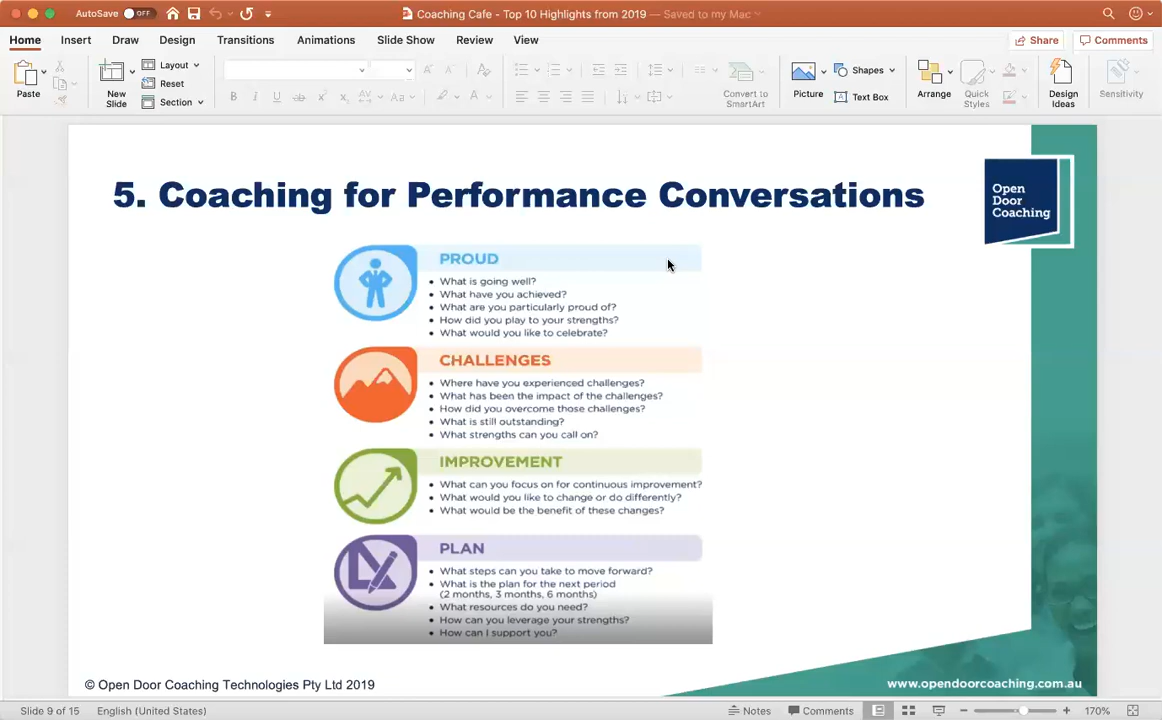 AutoSave OFF
Coaching Cafe - Top 10 Highlights from 2019 — Saved to my Mac
Home Insert Draw Design Transitions Animations Slide Show Review View Share Comments
Paste
New Slide
Layout
Reset
Section
Convert to SmartArt
Picture
Shapes
Text Box
Arrange
Quick Styles
Design Ideas
Sensitivity
5. Coaching for Performance Conversations
Open
Door
Coaching
PROUD
• What is going well?
• What have you achieved?
• What are you particularly proud of?
• How did you play to your strengths?
• What would you like to celebrate?
CHALLENGES
• Where have you experienced challenges?
• What has been the impact of the challenges?
• How did you overcome those challenges?
• What is still outstanding?
• What strengths can you call on?
IMPROVEMENT
• What can you focus on for continuous improvement?
• What would you like to change or do differently?
• What would be the benefit of these changes?
PLAN
• What steps can you take to move forward?
• What is the plan for the next period
(2 months, 3 months, 6 months)
• What resources do you need?
• How can you leverage your strengths?
• How can I support you?
© Open Door Coaching Technologies Pty Ltd 2019
www.opendoorcoaching.com.au
Slide 9 of 15 English (United States) Notes Comments 170%